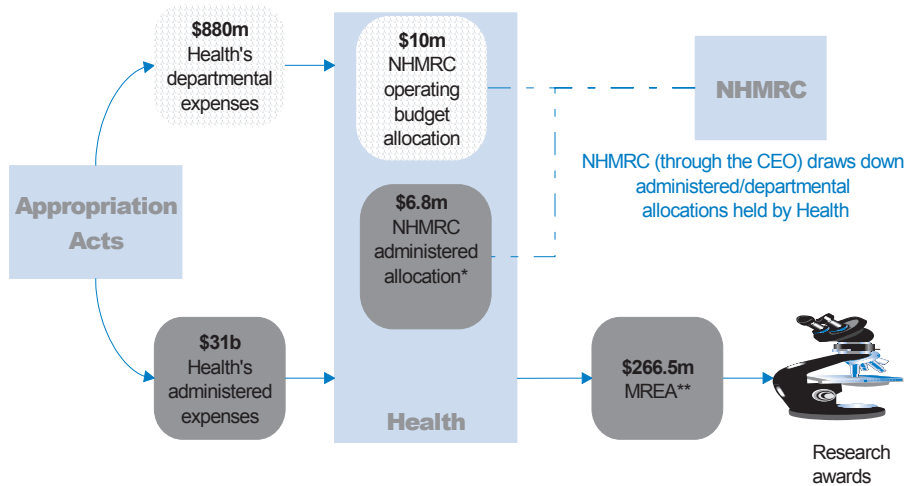 $880m
Health's
departmental
expenses
$10m
NHMRC
operating
budget
allocation
NHMRC
NHMRC (through the CEO) draws down
administered/departmental
allocations held by Health
Appropriation
Acts
$6.8m
NHMRC
administered
allocation*
$31b
Health's
administered
expenses
Health
$266.5m
MREA**
Research
awards